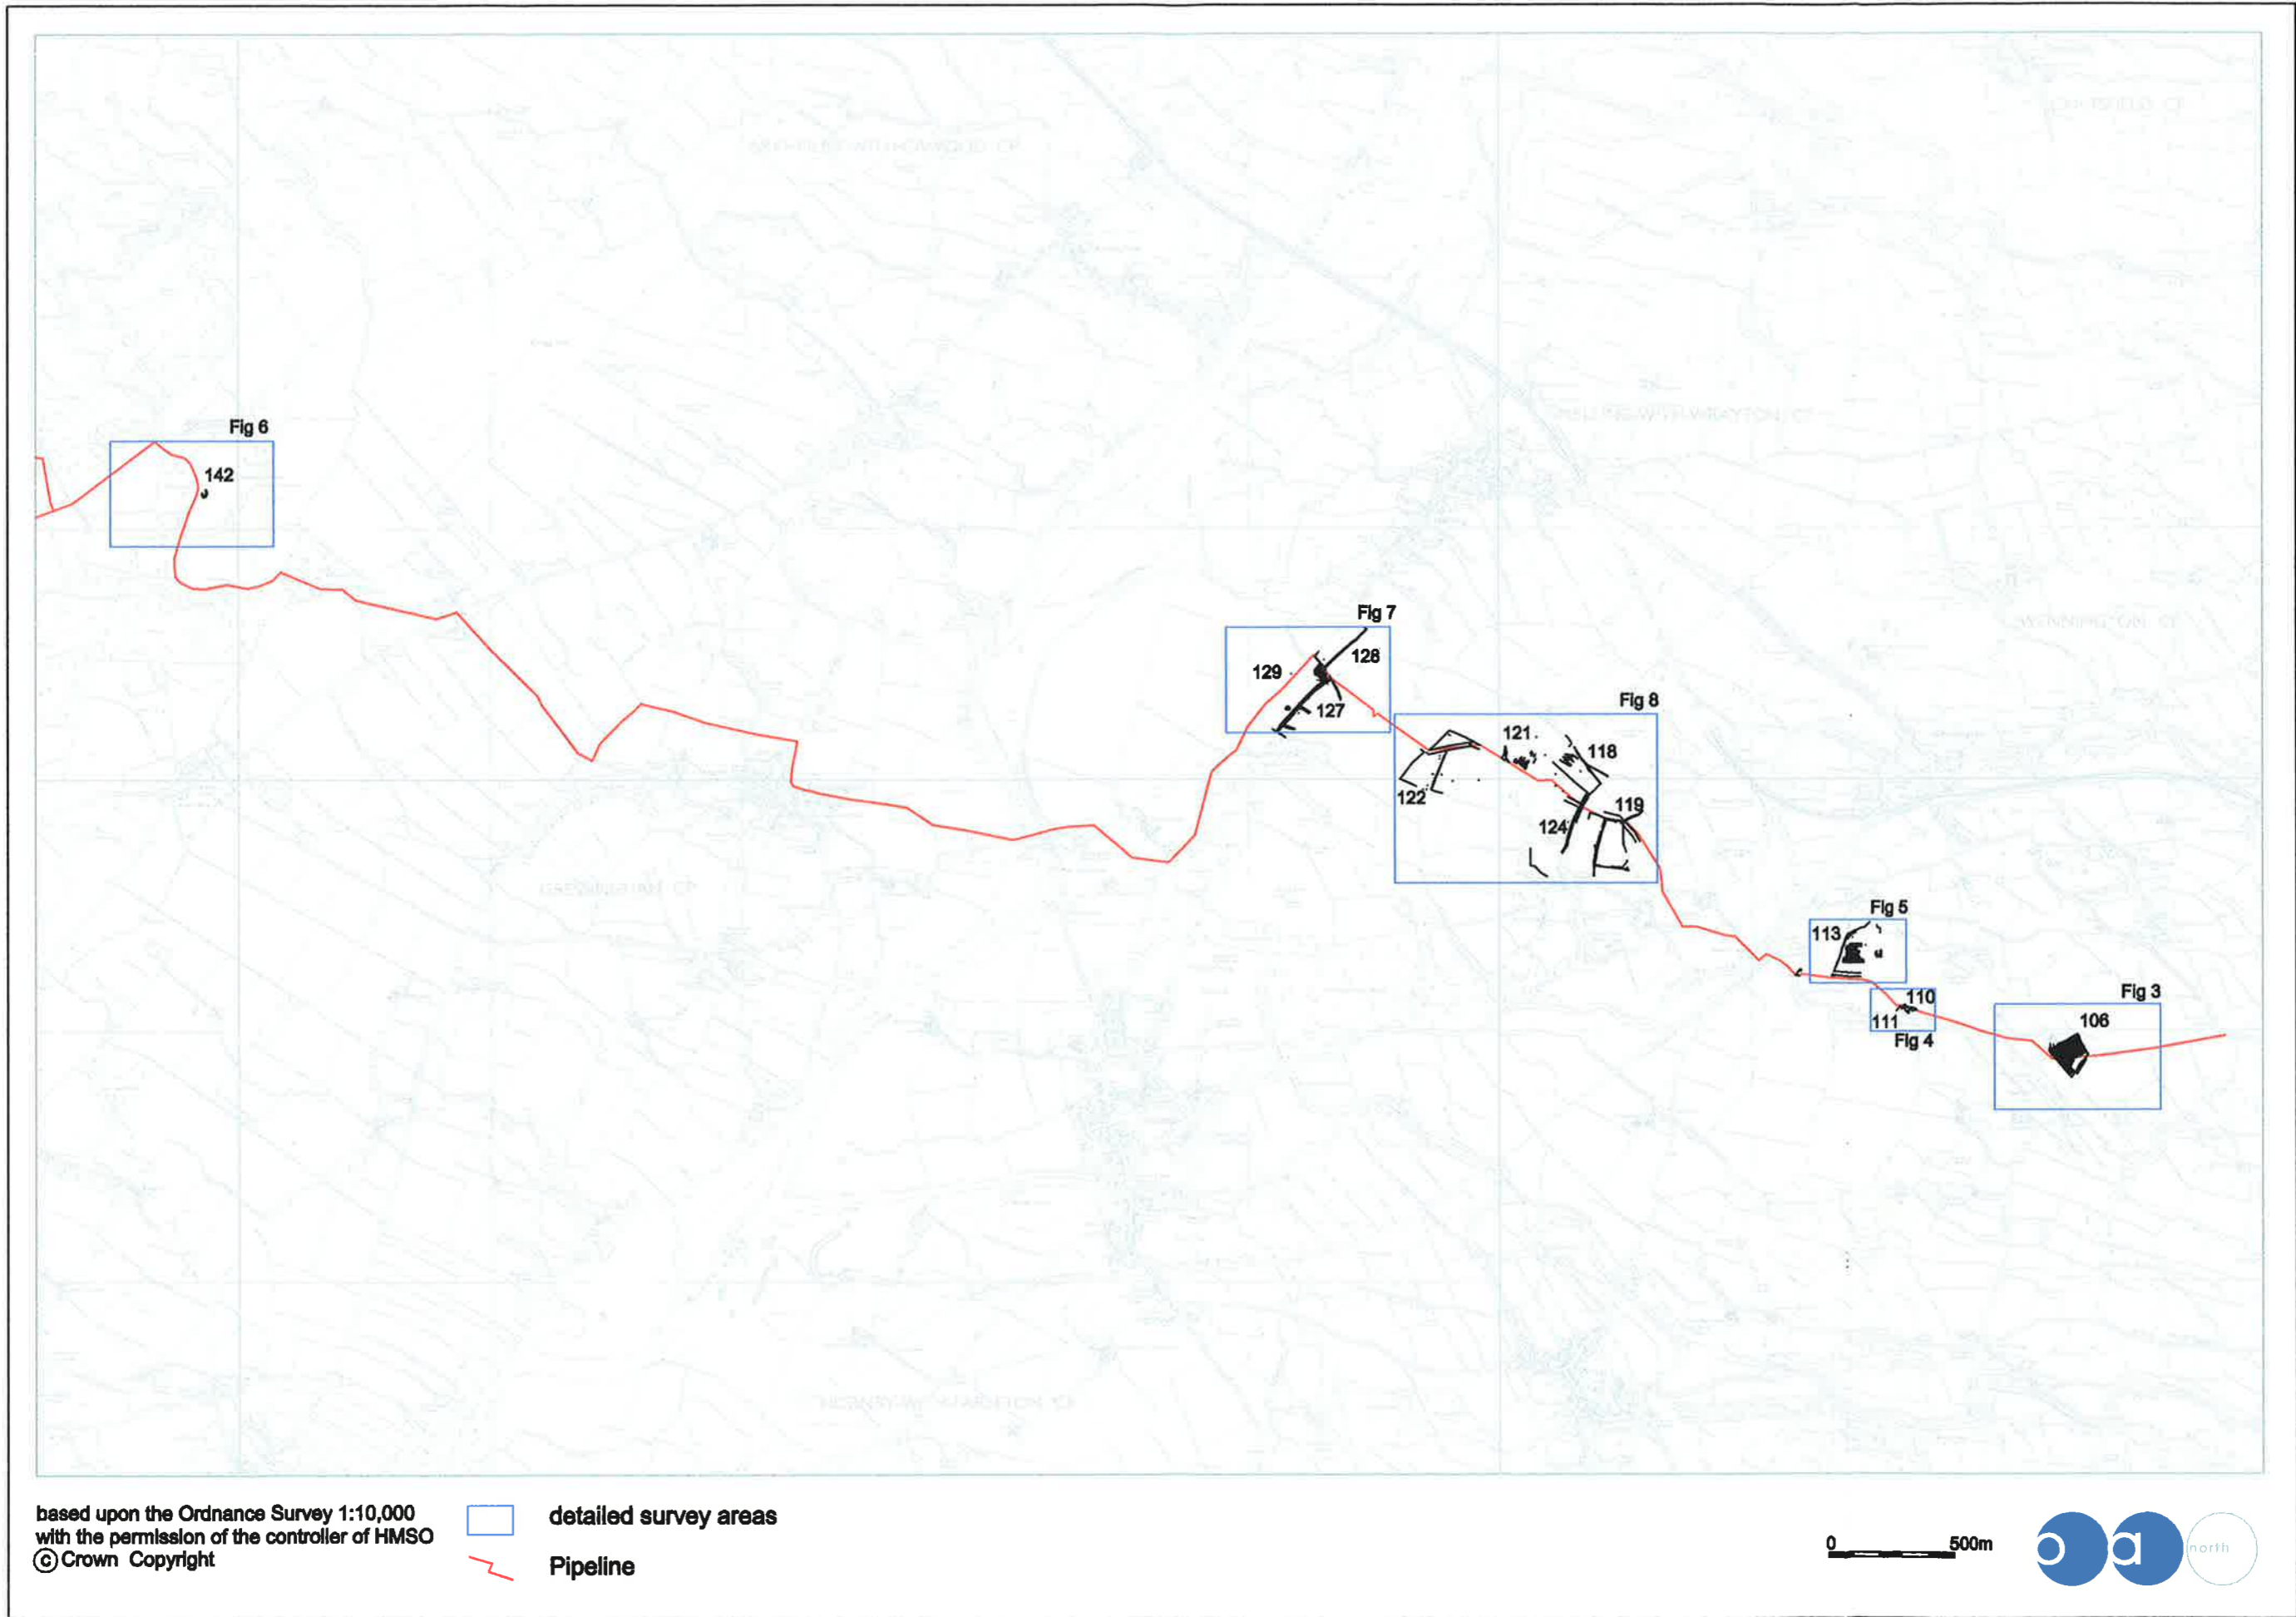 Fig 6
142
Fig 7
128
129
127
Fig 8
121
118
122
119
124
Fig 5
113
110
111
Fig 4
Fig 3
106
based upon the Ordnance Survey 1:10,000
with the permission of the controller of HMSO
© Crown Copyright
detailed survey areas
Pipeline
0 500m
oa north